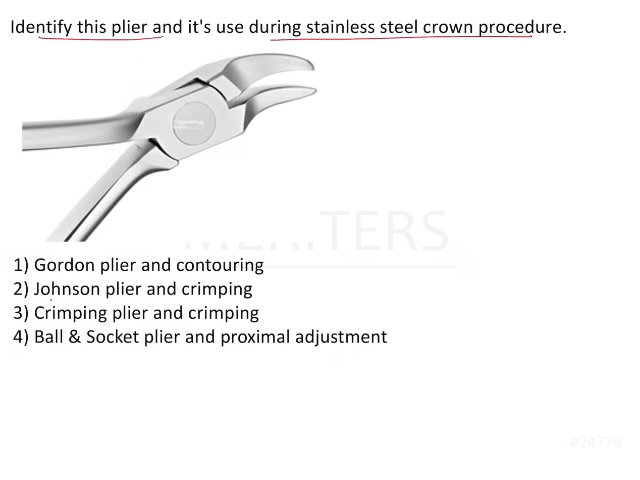 Identify this plier and it's use during stainless steel crown procedure.
1) Gordon plier and contouring
2) Johnson plier and crimping
3) Crimping plier and crimping
4) Ball & Socket plier and proximal adjustment
#24779